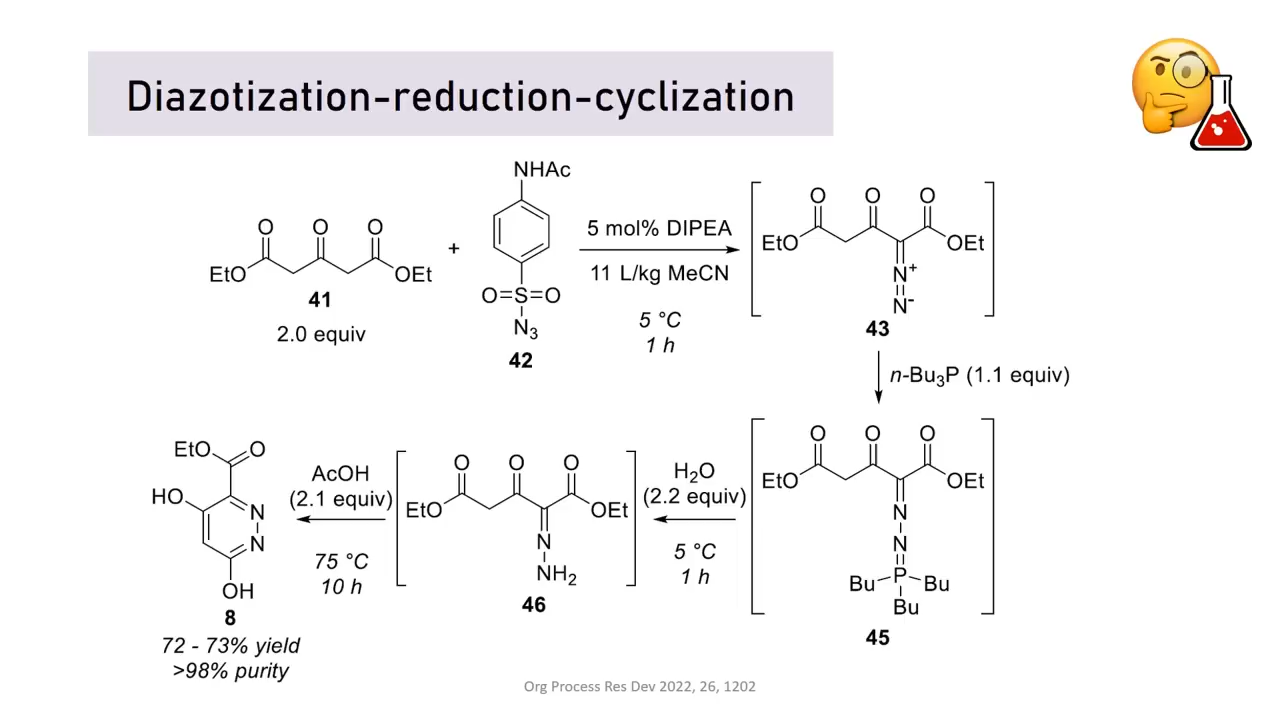 Diazotization-reduction-cyclization
O O O
EtO OEt
41
2.0 equiv
+
NHAc
O=S=O
N3
42
5 mol% DIPEA
11 L/kg MeCN
5 °C
1 h
O O O
EtO OEt
N+
N-
43
n-Bu3P (1.1 equiv)
O O O
EtO OEt
N
N
Bu P Bu
Bu
45
H2O
(2.2 equiv)
5 °C
1 h
O O O
EtO OEt
N
NH2
46
AcOH
(2.1 equiv)
75 °C
10 h
EtO O
HO N
N
OH
8
72 - 73% yield
>98% purity
Org Process Res Dev 2022, 26, 1202